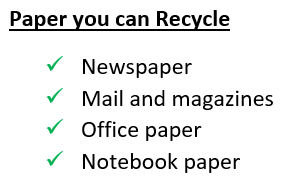 Paper you can Recycle
✓ Newspaper
✓ Mail and magazines
✓ Office paper
✓ Notebook paper